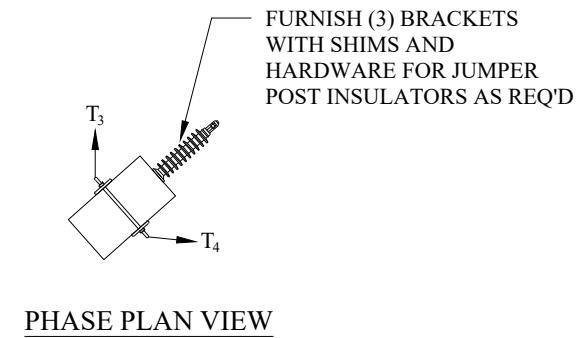 FURNISH (3) BRACKETS
WITH SHIMS AND
HARDWARE FOR JUMPER
POST INSULATORS AS REQ'D
T₃
T₄
PHASE PLAN VIEW